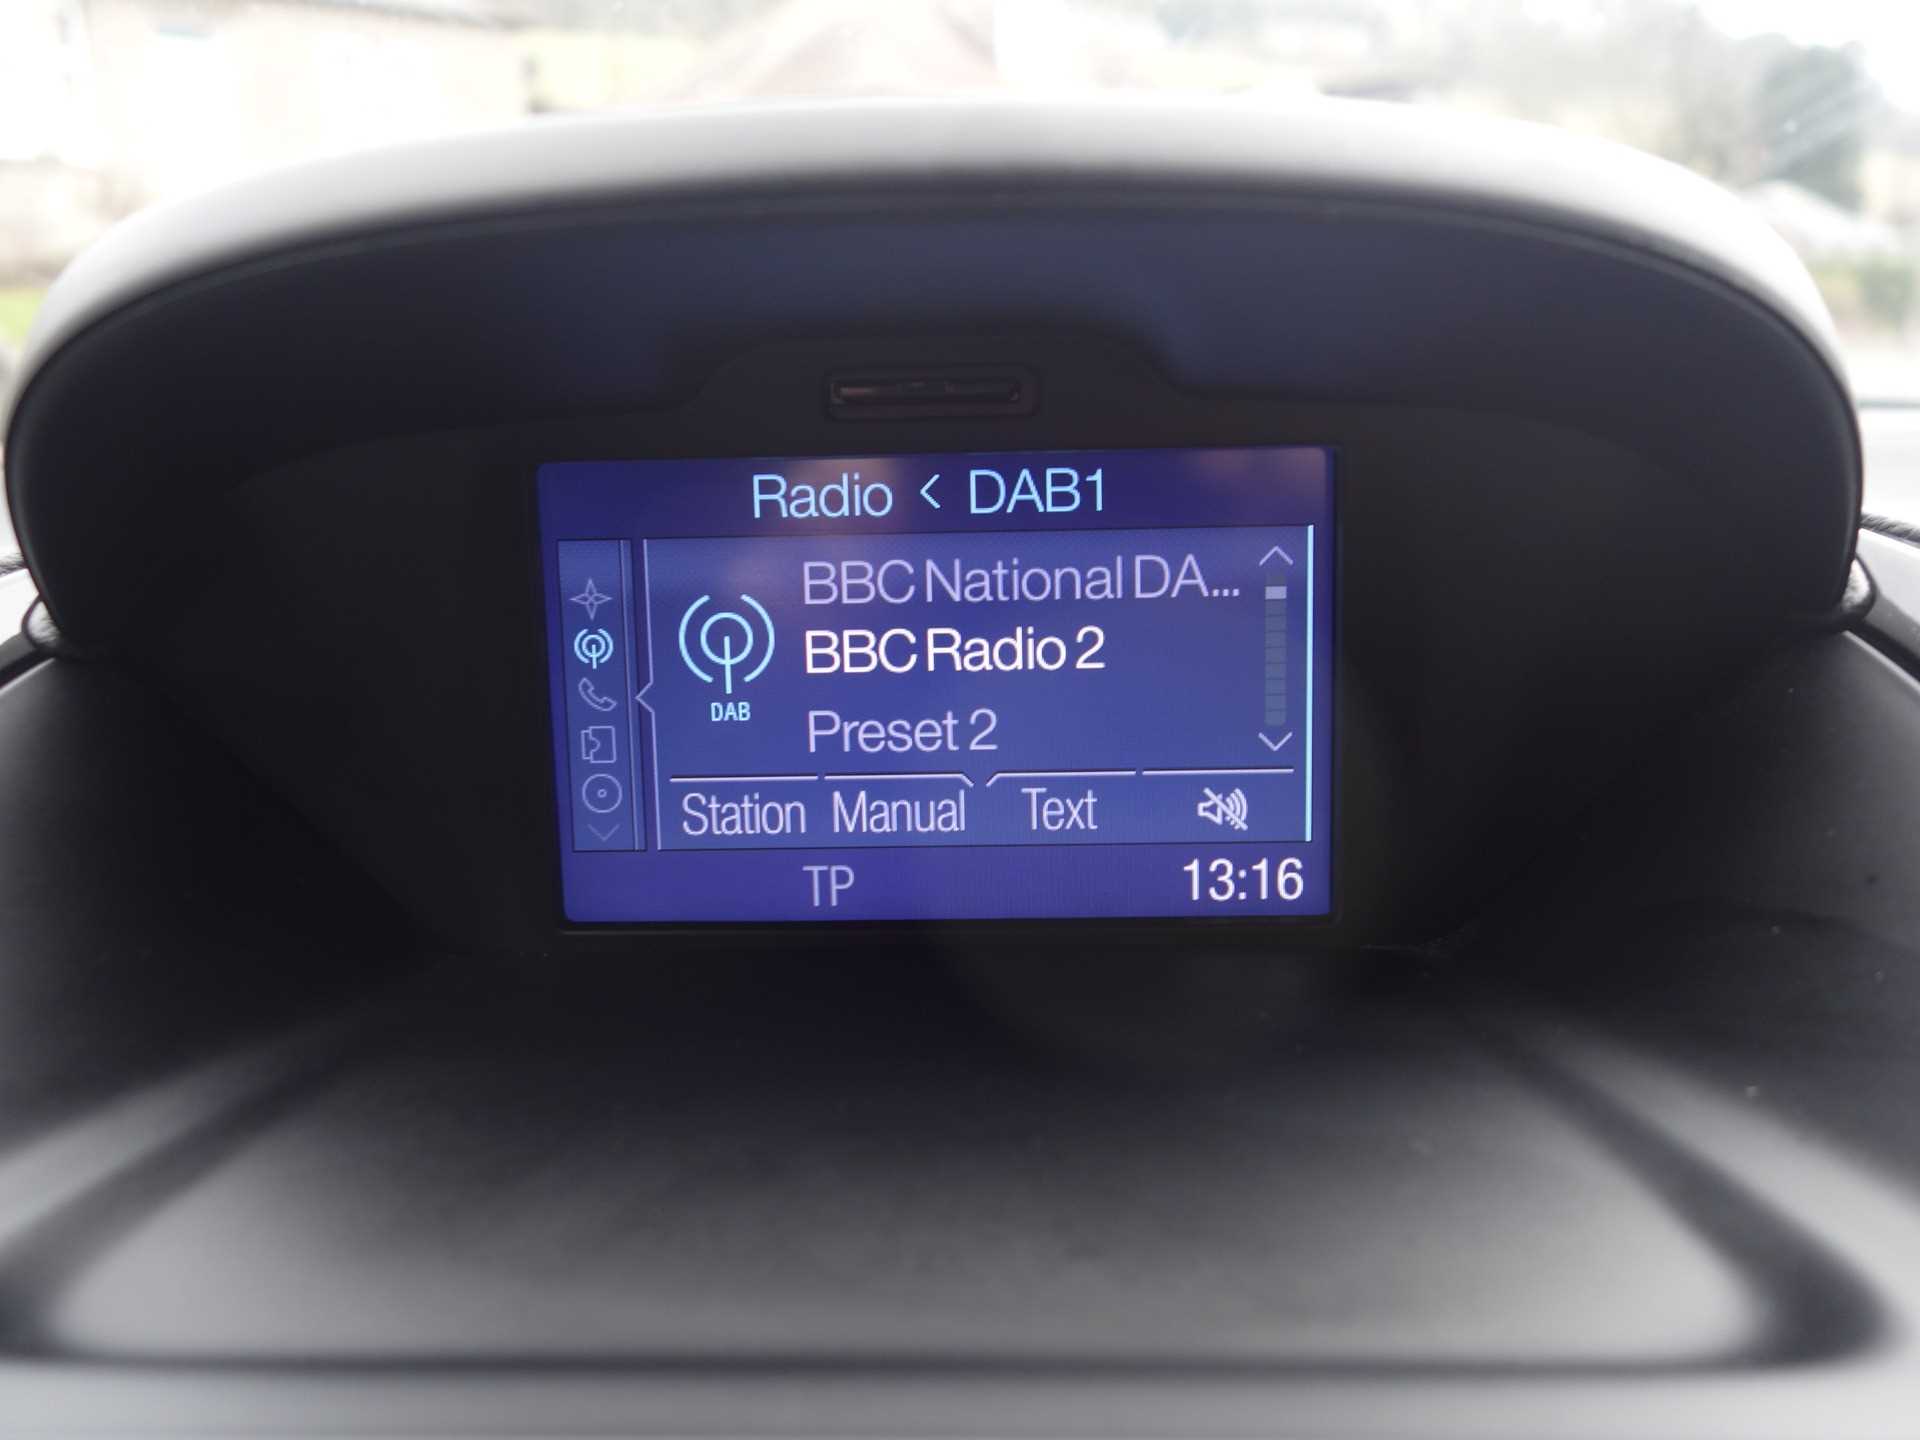 Radio < DAB1
BBC National DA...
BBC Radio 2
DAB
Preset 2
Station Manual Text
TP 13:16